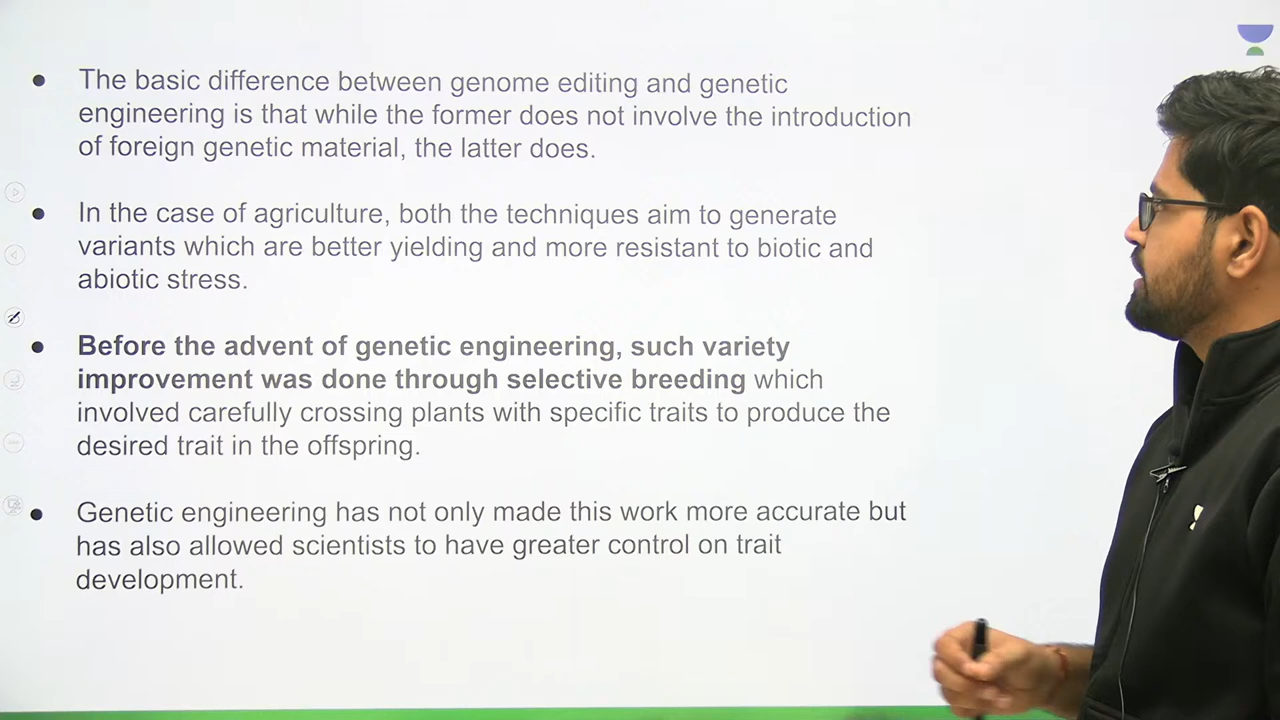 The basic difference between genome editing and genetic
engineering is that while the former does not involve the introduction
of foreign genetic material, the latter does.
In the case of agriculture, both the techniques aim to generate
variants which are better yielding and more resistant to biotic and
abiotic stress.
Before the advent of genetic engineering, such variety
improvement was done through selective breeding which
involved carefully crossing plants with specific traits to produce the
desired trait in the offspring.
Genetic engineering has not only made this work more accurate but
has also allowed scientists to have greater control on trait
development.